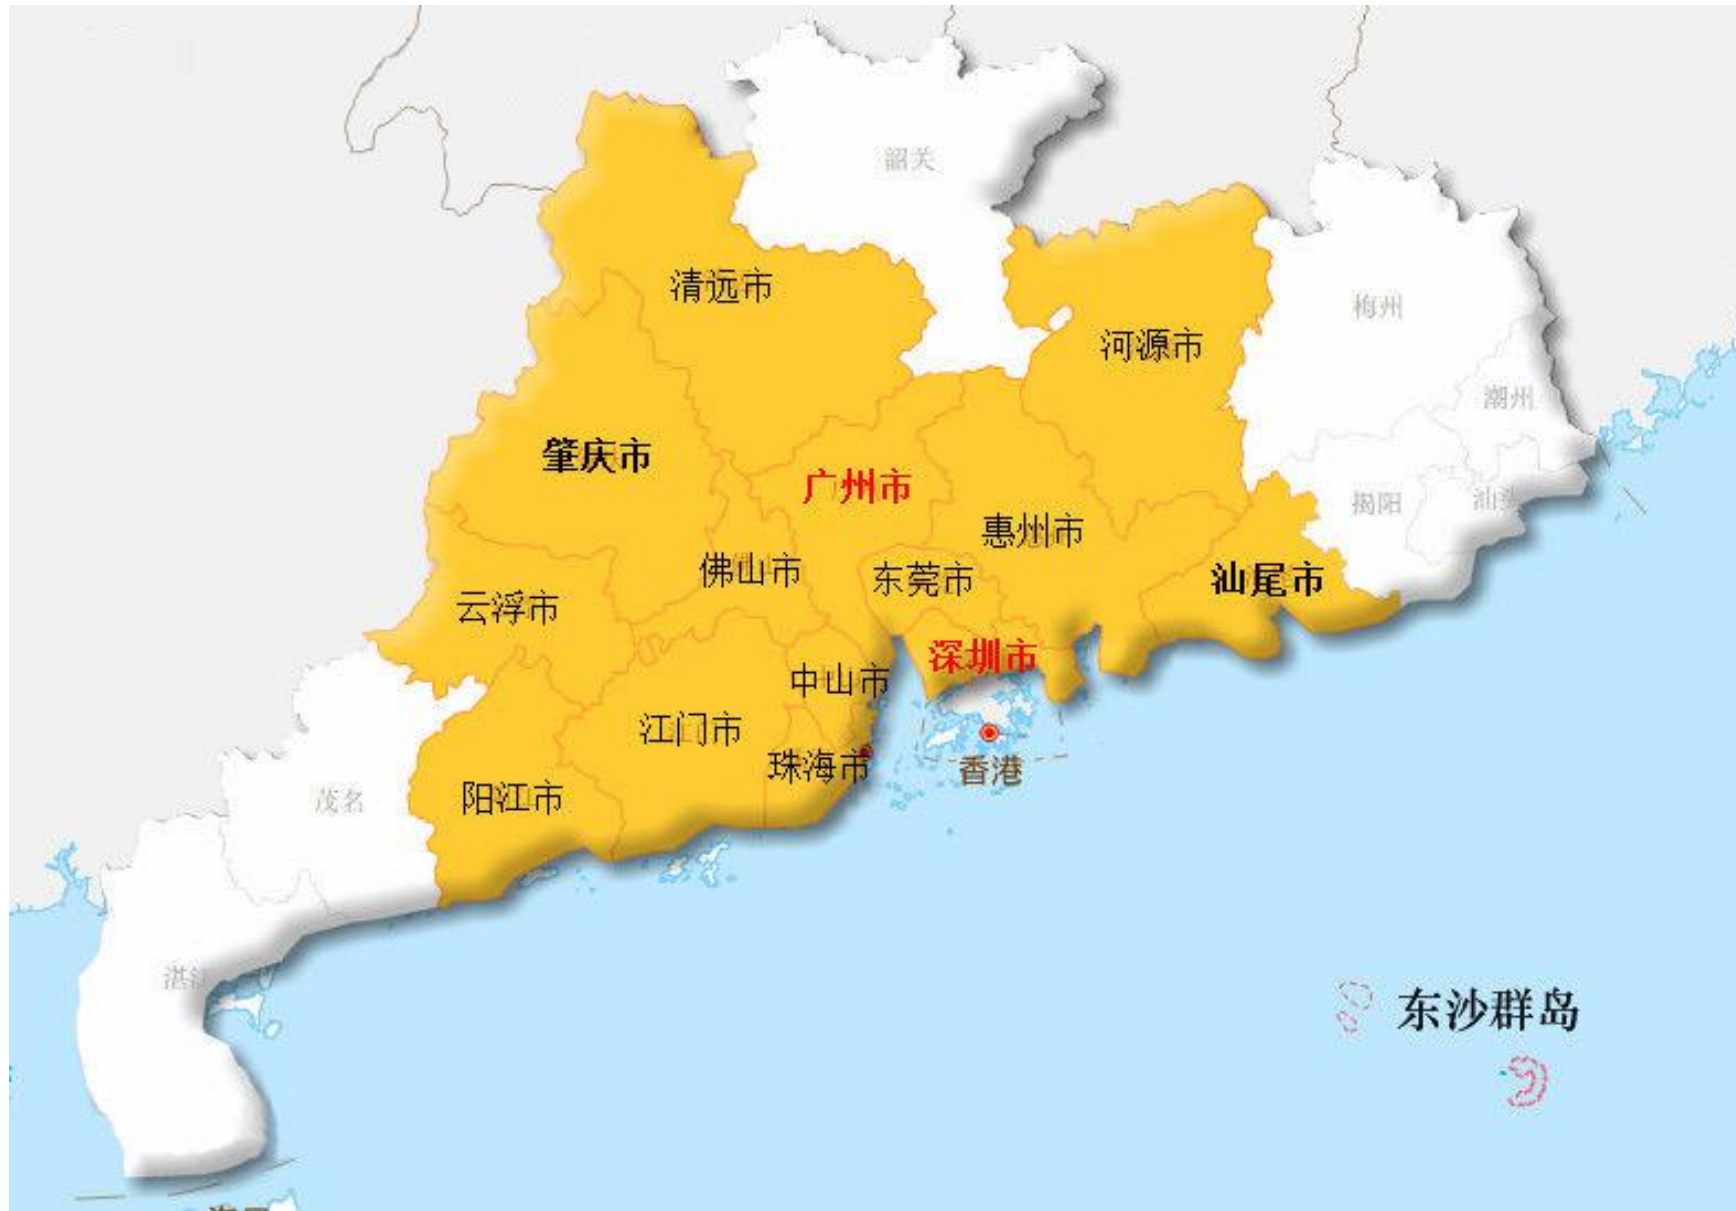 韶关
清远市
梅州
河源市
潮州
肇庆市
广州市
揭阳
汕头
惠州市
佛山市
东莞市
汕尾市
云浮市
深圳市
中山市
江门市
珠海市
香港
阳江市
茂名
湛江
东沙群岛